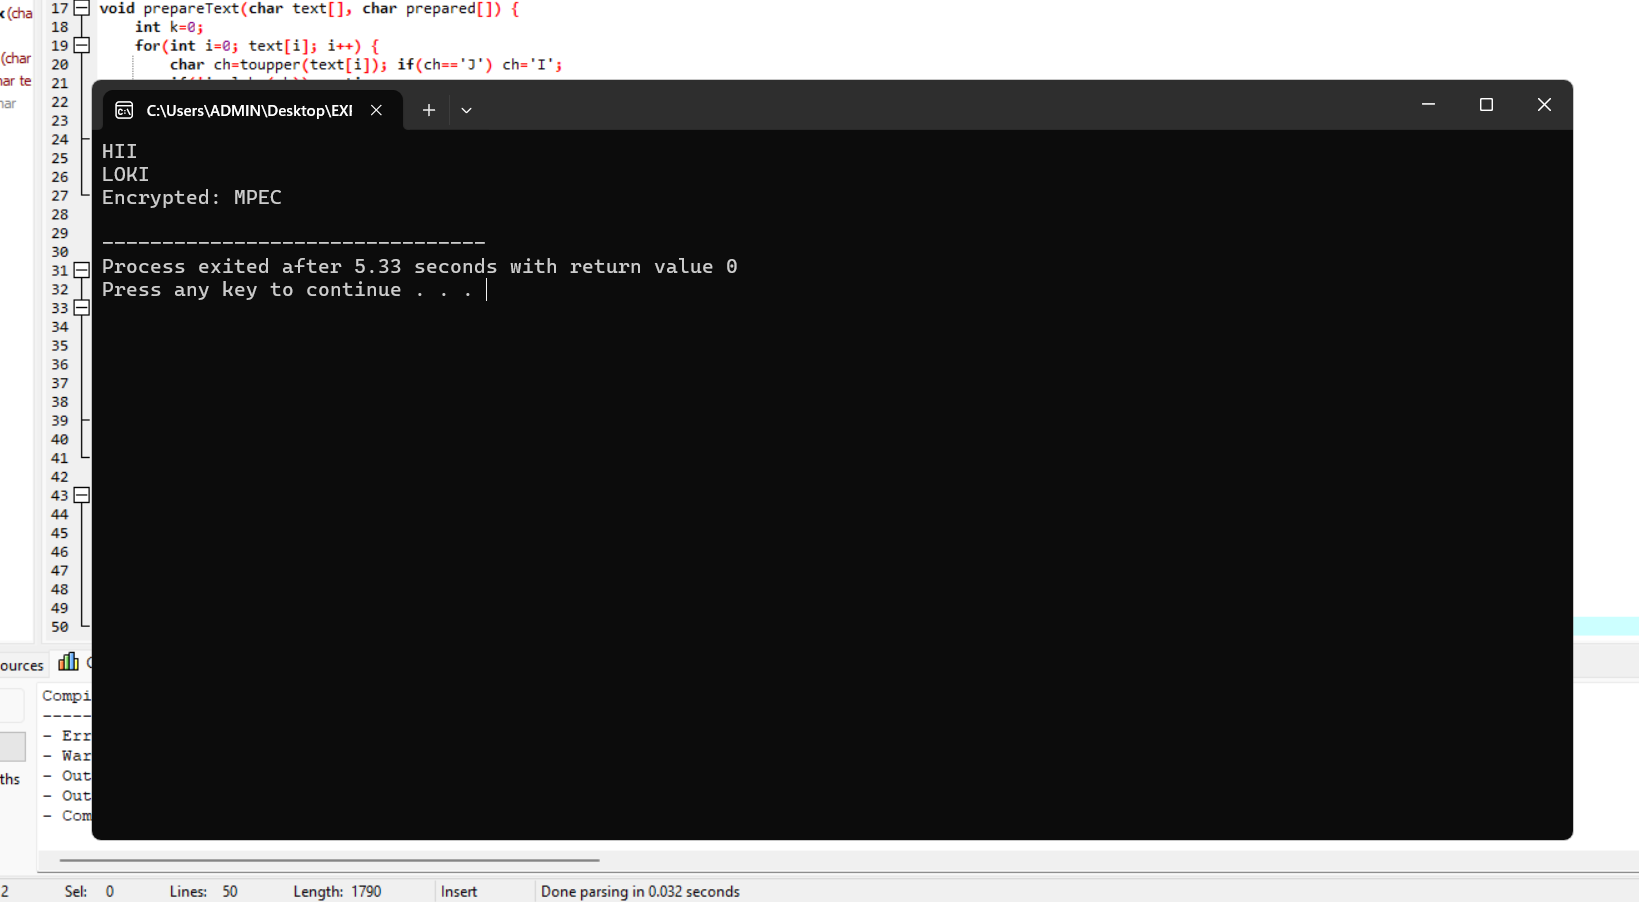 x(cha
(char
har te
har
17 void prepareText(char text[], char prepared[]) {
18 int k=0;
19 for(int i=0; text[i]; i++) {
20 char ch=toupper(text[i]); if(ch=='J') ch='I';
21
22
23
24
25
26
27
28
29
30
31
32
33
34
35
36
37
38
39
40
41
42
43
44
45
46
47
48
49
50
C:\Users\ADMIN\Desktop\EXI
HII
LOKI
Encrypted: MPEC
--------------------------------
Process exited after 5.33 seconds with return value 0
Press any key to continue . . .
ources
Compi
-----
- Err
- War
- Out
- Out
- Com
ths
2 Sel: 0 Lines: 50 Length: 1790 Insert Done parsing in 0.032 seconds